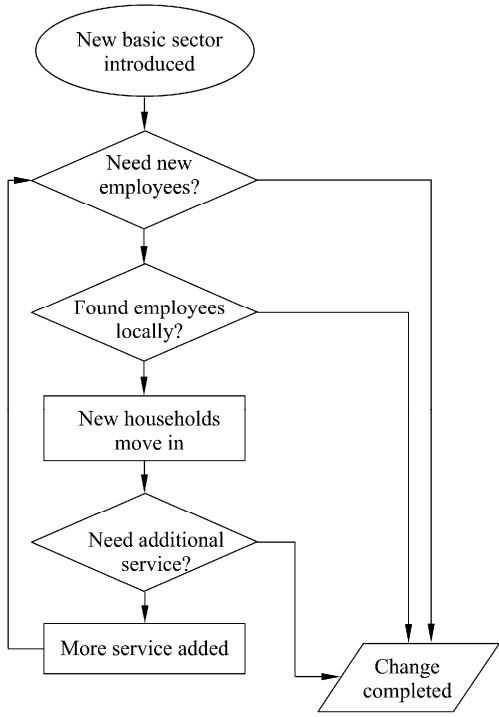 New basic sector
introduced
Need new
employees?
Found employees
locally?
New households
move in
Need additional
service?
More service added
Change
completed